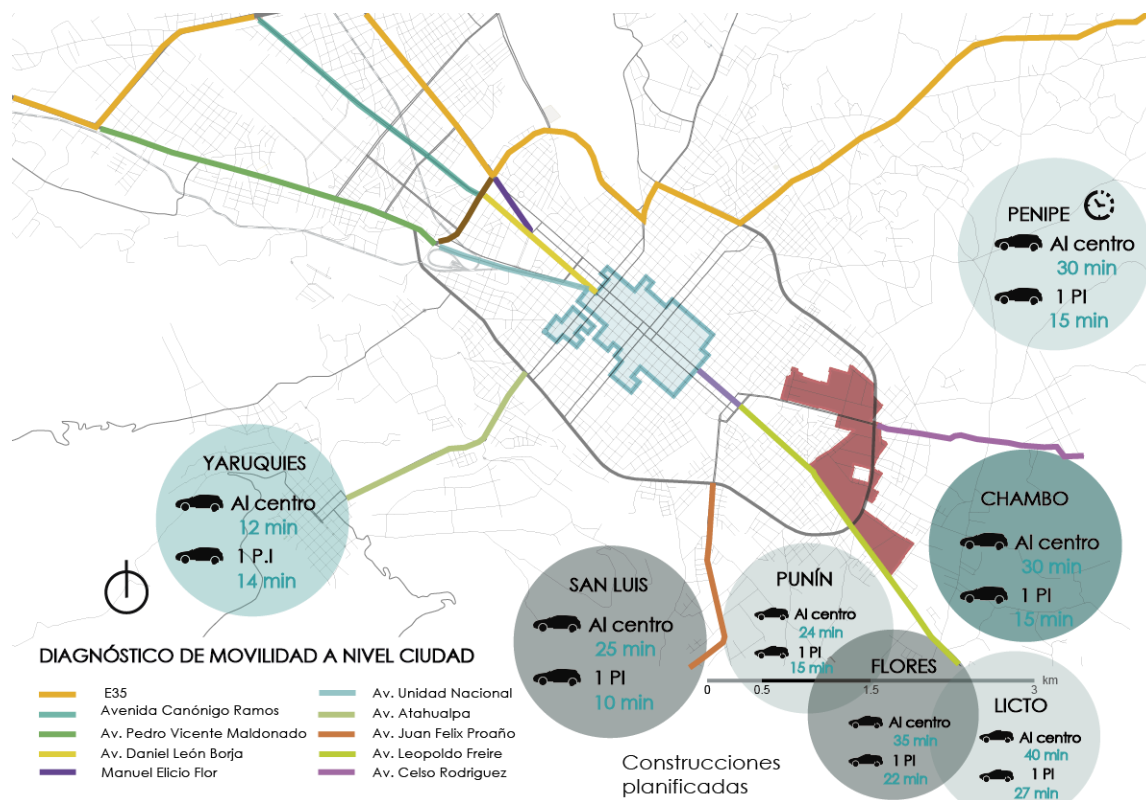 PENIPE
Al centro
30 min
1 PI
15 min
YARUQUIES
Al centro
12 min
1 P.I
14 min
CHAMBO
Al centro
30 min
1 PI
15 min
SAN LUIS
Al centro
25 min
1 PI
10 min
PUNÍN
Al centro
24 min
1 PI
15 min
FLORES
Al centro
35 min
1 PI
22 min
LICTO
Al centro
40 min
1 PI
27 min
0 0.5 1.5 3 km
DIAGNÓSTICO DE MOVILIDAD A NIVEL CIUDAD
E35
Avenida Canónigo Ramos
Av. Pedro Vicente Maldonado
Av. Daniel León Borja
Manuel Elicio Flor
Av. Unidad Nacional
Av. Atahualpa
Av. Juan Felix Proaño
Av. Leopoldo Freire
Av. Celso Rodriguez
Construcciones
planificadas